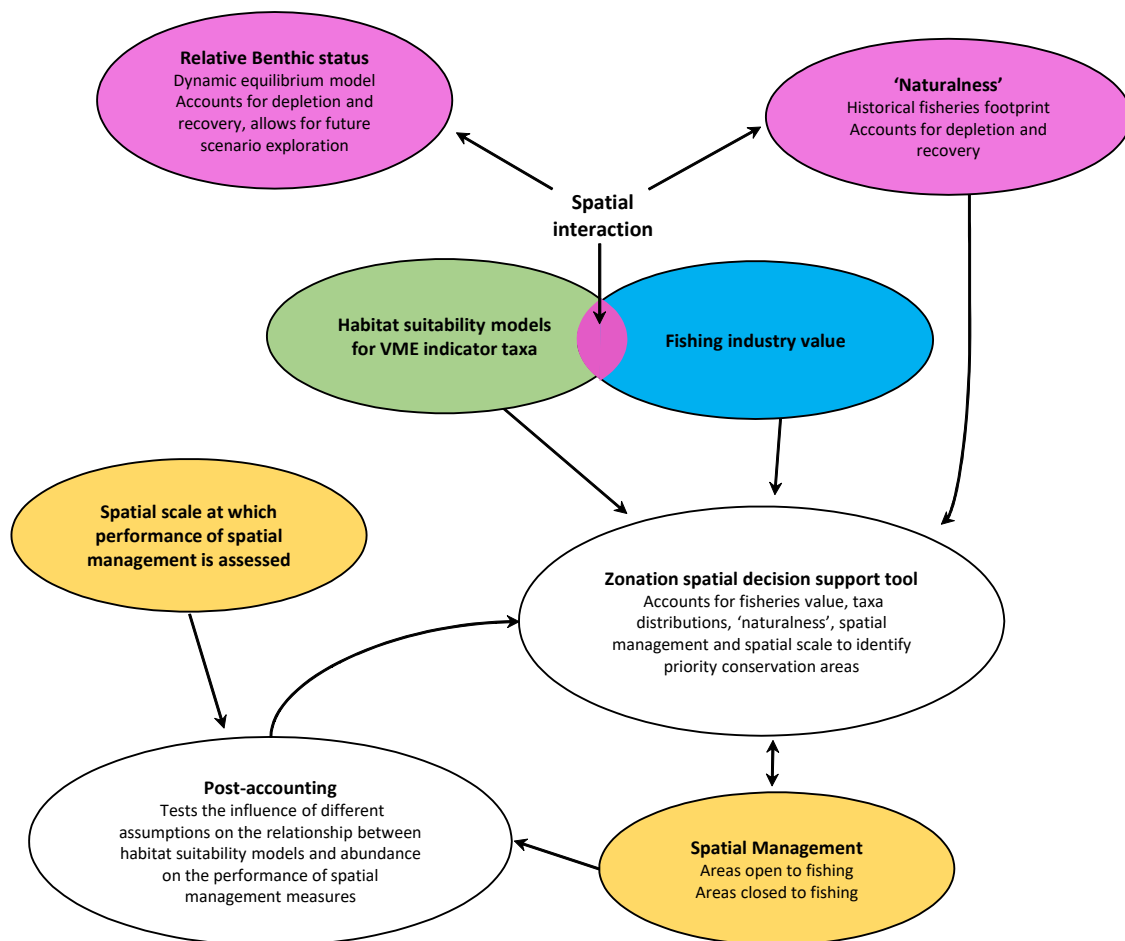 Relative Benthic status
Dynamic equilibrium model
Accounts for depletion and
recovery, allows for future
scenario exploration
‘Naturalness’
Historical fisheries footprint
Accounts for depletion and
recovery
Spatial
interaction
Habitat suitability models
for VME indicator taxa
Fishing industry value
Spatial scale at which
performance of spatial
management is assessed
Zonation spatial decision support tool
Accounts for fisheries value, taxa
distributions, ‘naturalness’, spatial
management and spatial scale to identify
priority conservation areas
Post-accounting
Tests the influence of different
assumptions on the relationship between
habitat suitability models and abundance
on the performance of spatial
management measures
Spatial Management
Areas open to fishing
Areas closed to fishing